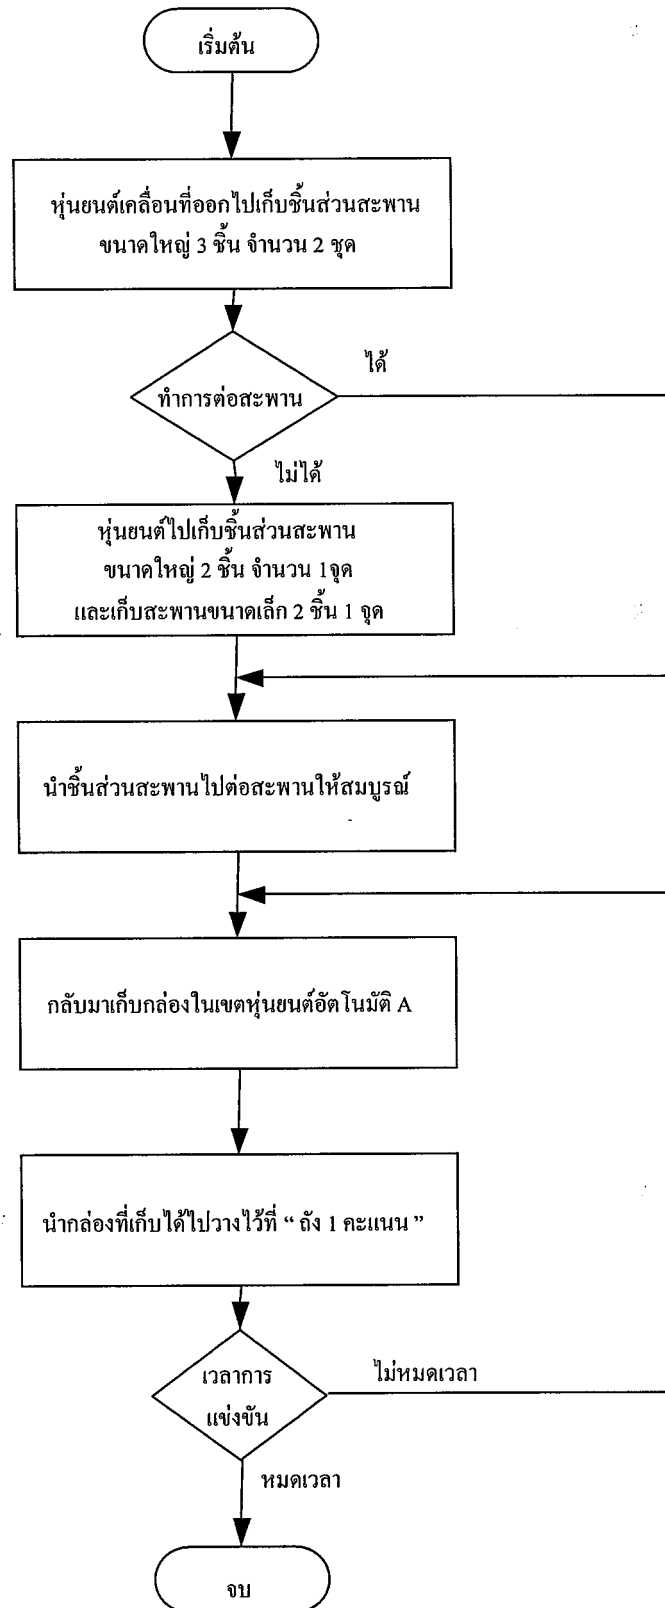 เริ่มต้น
หุ่นยนต์เคลื่อนที่ออกไปเก็บชิ้นส่วนสะพาน
ขนาดใหญ่ 3 ชิ้น จำนวน 2 ชุด
ได้
ทำการต่อสะพาน
ไม่ได้
หุ่นยนต์ไปเก็บชิ้นส่วนสะพาน
ขนาดใหญ่ 2 ชิ้น จำนวน 1จุด
และเก็บสะพานขนาดเล็ก 2 ชิ้น 1 จุด
นำชิ้นส่วนสะพานไปต่อสะพานให้สมบูรณ์
กลับมาเก็บกล่องในเขตหุ่นยนต์อัตโนมัติ A
นำกล่องที่เก็บได้ไปวางไว้ที่ “ ถัง 1 คะแนน ”
ไม่หมดเวลา
เวลาการ
แข่งขัน
หมดเวลา
จบ